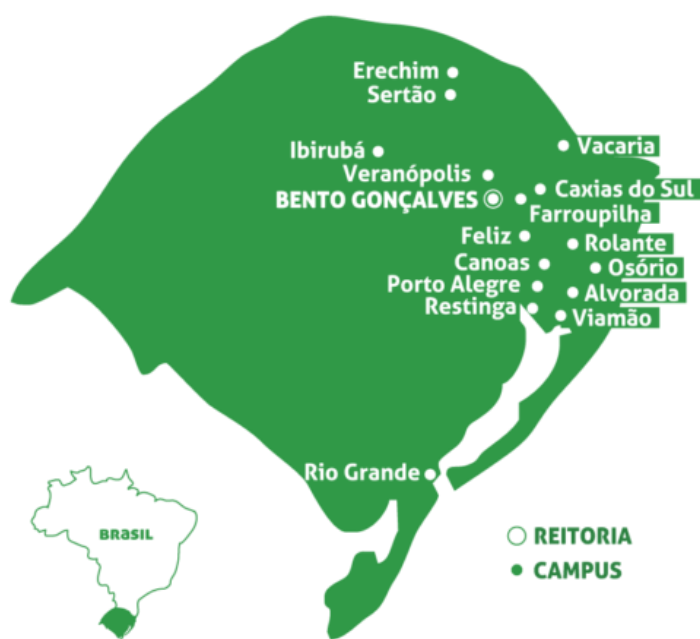 Erechim
Sertão
Vacaria
Ibirubá
Veranópolis
Caxias do Sul
BENTO GONÇALVES
Farroupilha
Feliz
Rolante
Canoas
Osório
Porto Alegre
Alvorada
Restinga
Viamão
Rio Grande
BRASIL
REITORIA
CAMPUS